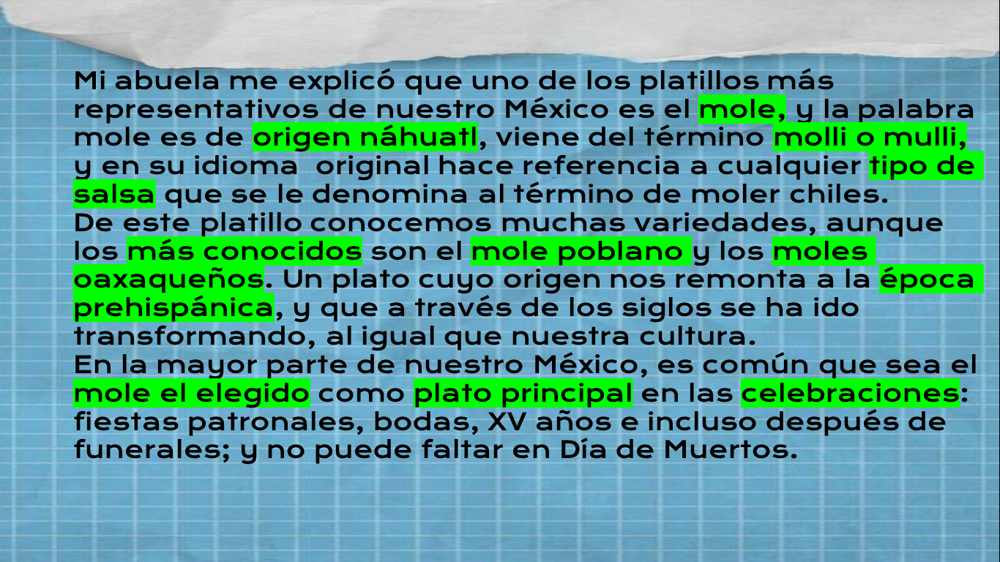 Mi abuela me explicó que uno de los platillos más
representativos de nuestro México es el mole, y la palabra
mole es de origen náhuatl, viene del término molli o mulli,
y en su idioma  original hace referencia a cualquier tipo de
salsa que se le denomina al término de moler chiles.
De este platillo conocemos muchas variedades, aunque
los más conocidos son el mole poblano y los moles
oaxaqueños. Un plato cuyo origen nos remonta a la época
prehispánica, y que a través de los siglos se ha ido
transformando, al igual que nuestra cultura.
En la mayor parte de nuestro México, es común que sea el
mole el elegido como plato principal en las celebraciones:
fiestas patronales, bodas, XV años e incluso después de
funerales; y no puede faltar en Día de Muertos.